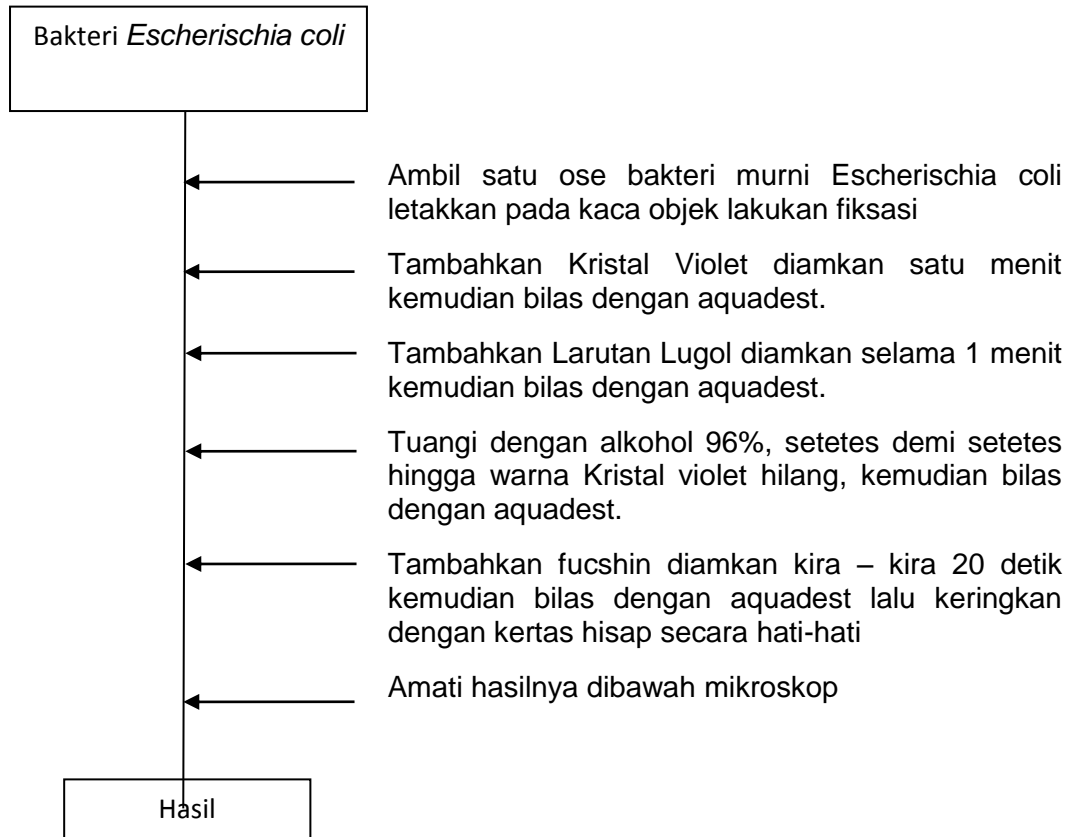 Bakteri Escherischia coli
Ambil satu ose bakteri murni Escherischia coli
letakkan pada kaca objek lakukan fiksasi
Tambahkan Kristal Violet diamkan satu menit
kemudian bilas dengan aquadest.
Tambahkan Larutan Lugol diamkan selama 1 menit
kemudian bilas dengan aquadest.
Tuangi dengan alkohol 96%, setetes demi setetes
hingga warna Kristal violet hilang, kemudian bilas
dengan aquadest.
Tambahkan fucshin diamkan kira – kira 20 detik
kemudian bilas dengan aquadest lalu keringkan
dengan kertas hisap secara hati-hati
Amati hasilnya dibawah mikroskop
Hasil